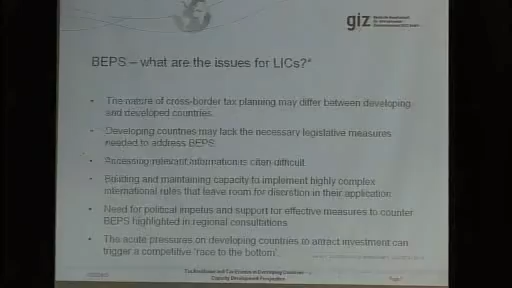 giz
BEPS – what are the issues for LICs?*
• The nature of cross-border tax planning may differ between developing
and developed countries.
• Developing countries may lack the necessary legislative measures
needed to address BEPS.
• Accessing relevant information is often difficult
• Building and maintaining capacity to implement highly complex
international rules that leave room for discretion in their application
• Need for political impetus and support for effective measures to counter
BEPS highlighted in regional consultations
• The acute pressures on developing countries to attract investment can
trigger a competitive 'race to the bottom'.
Capacity Development Perspective
Page